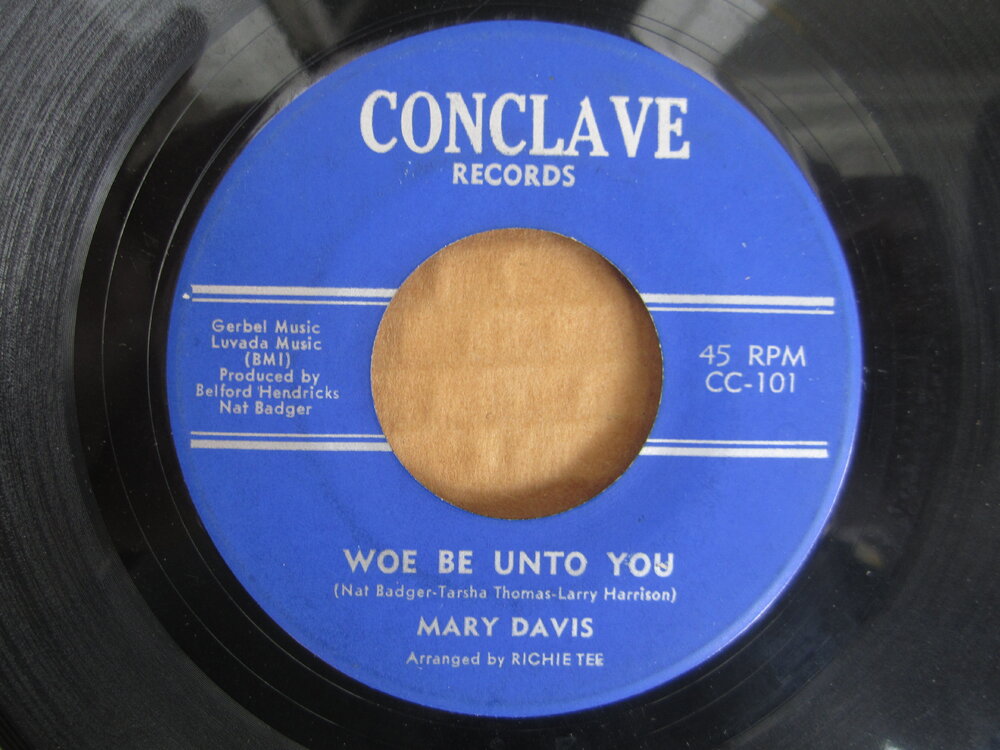 CONCLAVE
RECORDS
Gerbel Music
Luvada Music
(BMI)
Produced by
Belford Hendricks
Nat Badger
45 RPM
CC-101
WOE BE UNTO YOU
(Nat Badger-Tarsha Thomas-Larry Harrison)
MARY DAVIS
Arranged by RICHIE TEE